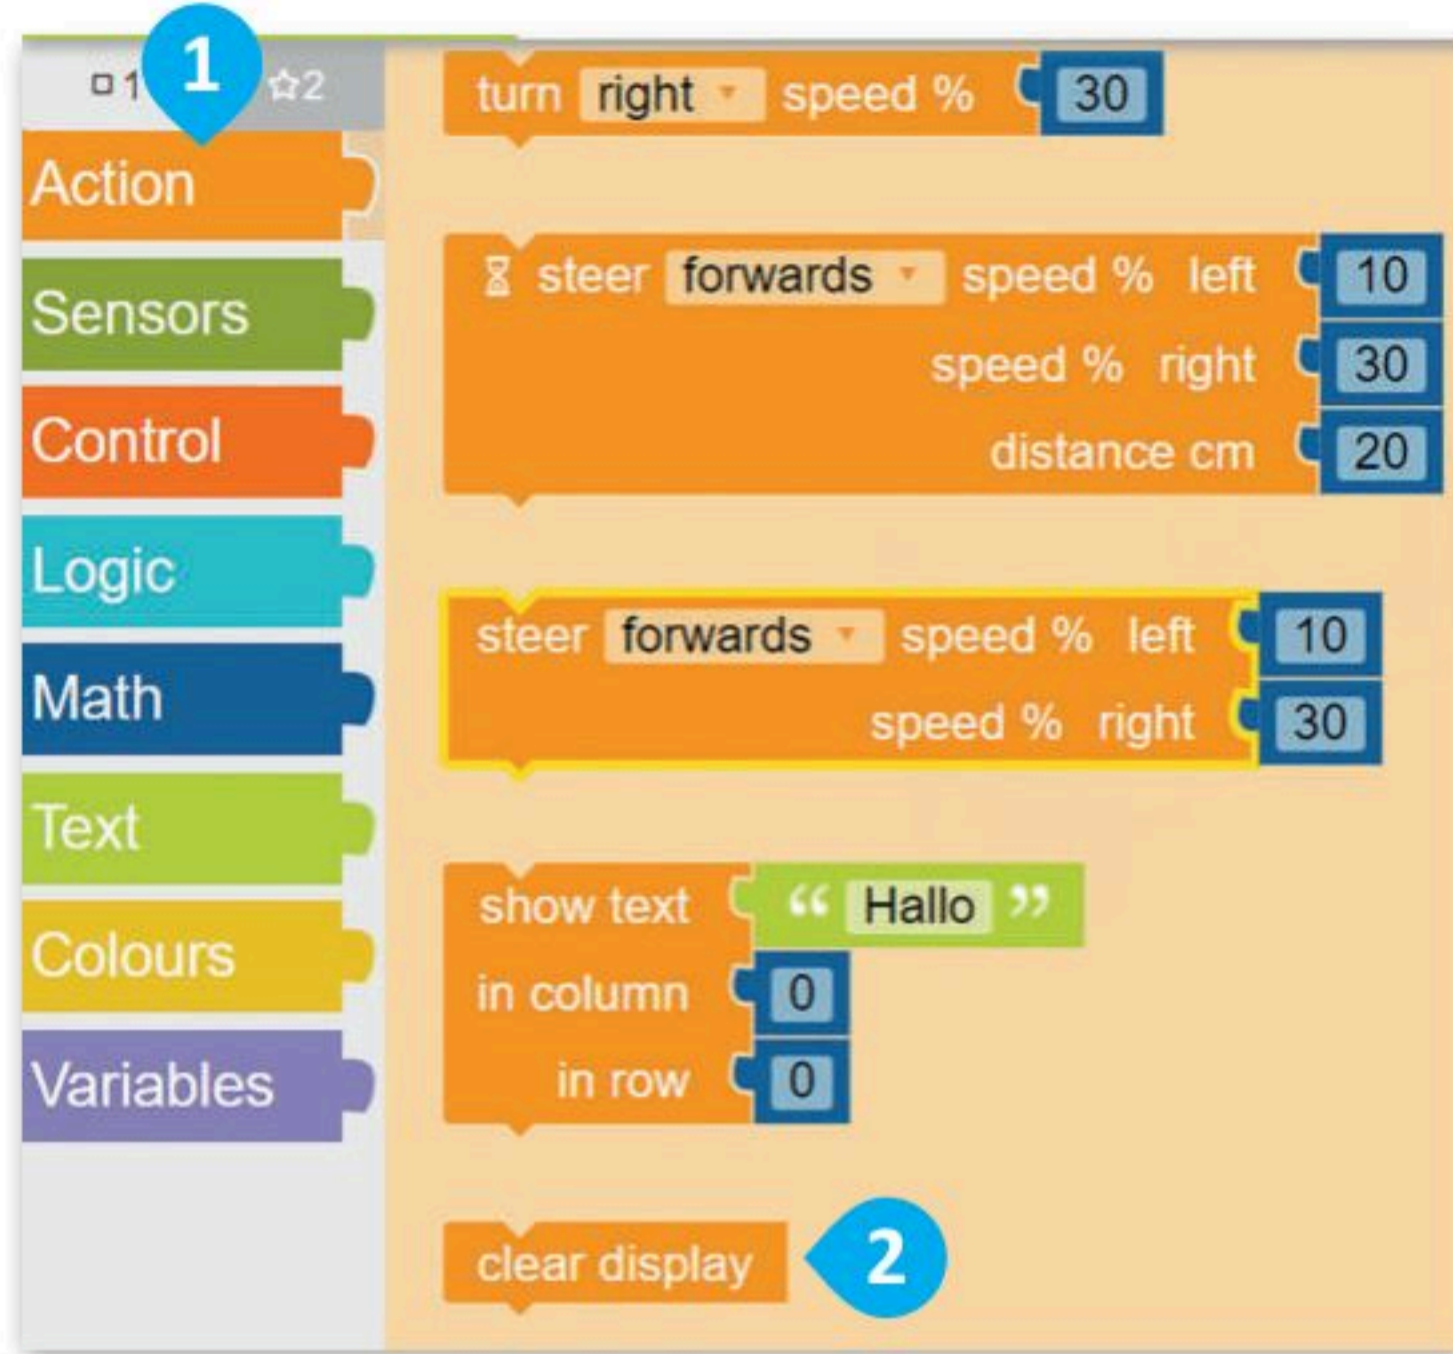 1 1 ☆2
Action
Sensors
Control
Logic
Math
Text
Colours
Variables
turn right speed % 30
steer forwards speed % left 10
speed % right 30
distance cm 20
steer forwards speed % left 10
speed % right 30
show text “ Hallo ”
in column 0
in row 0
clear display 2